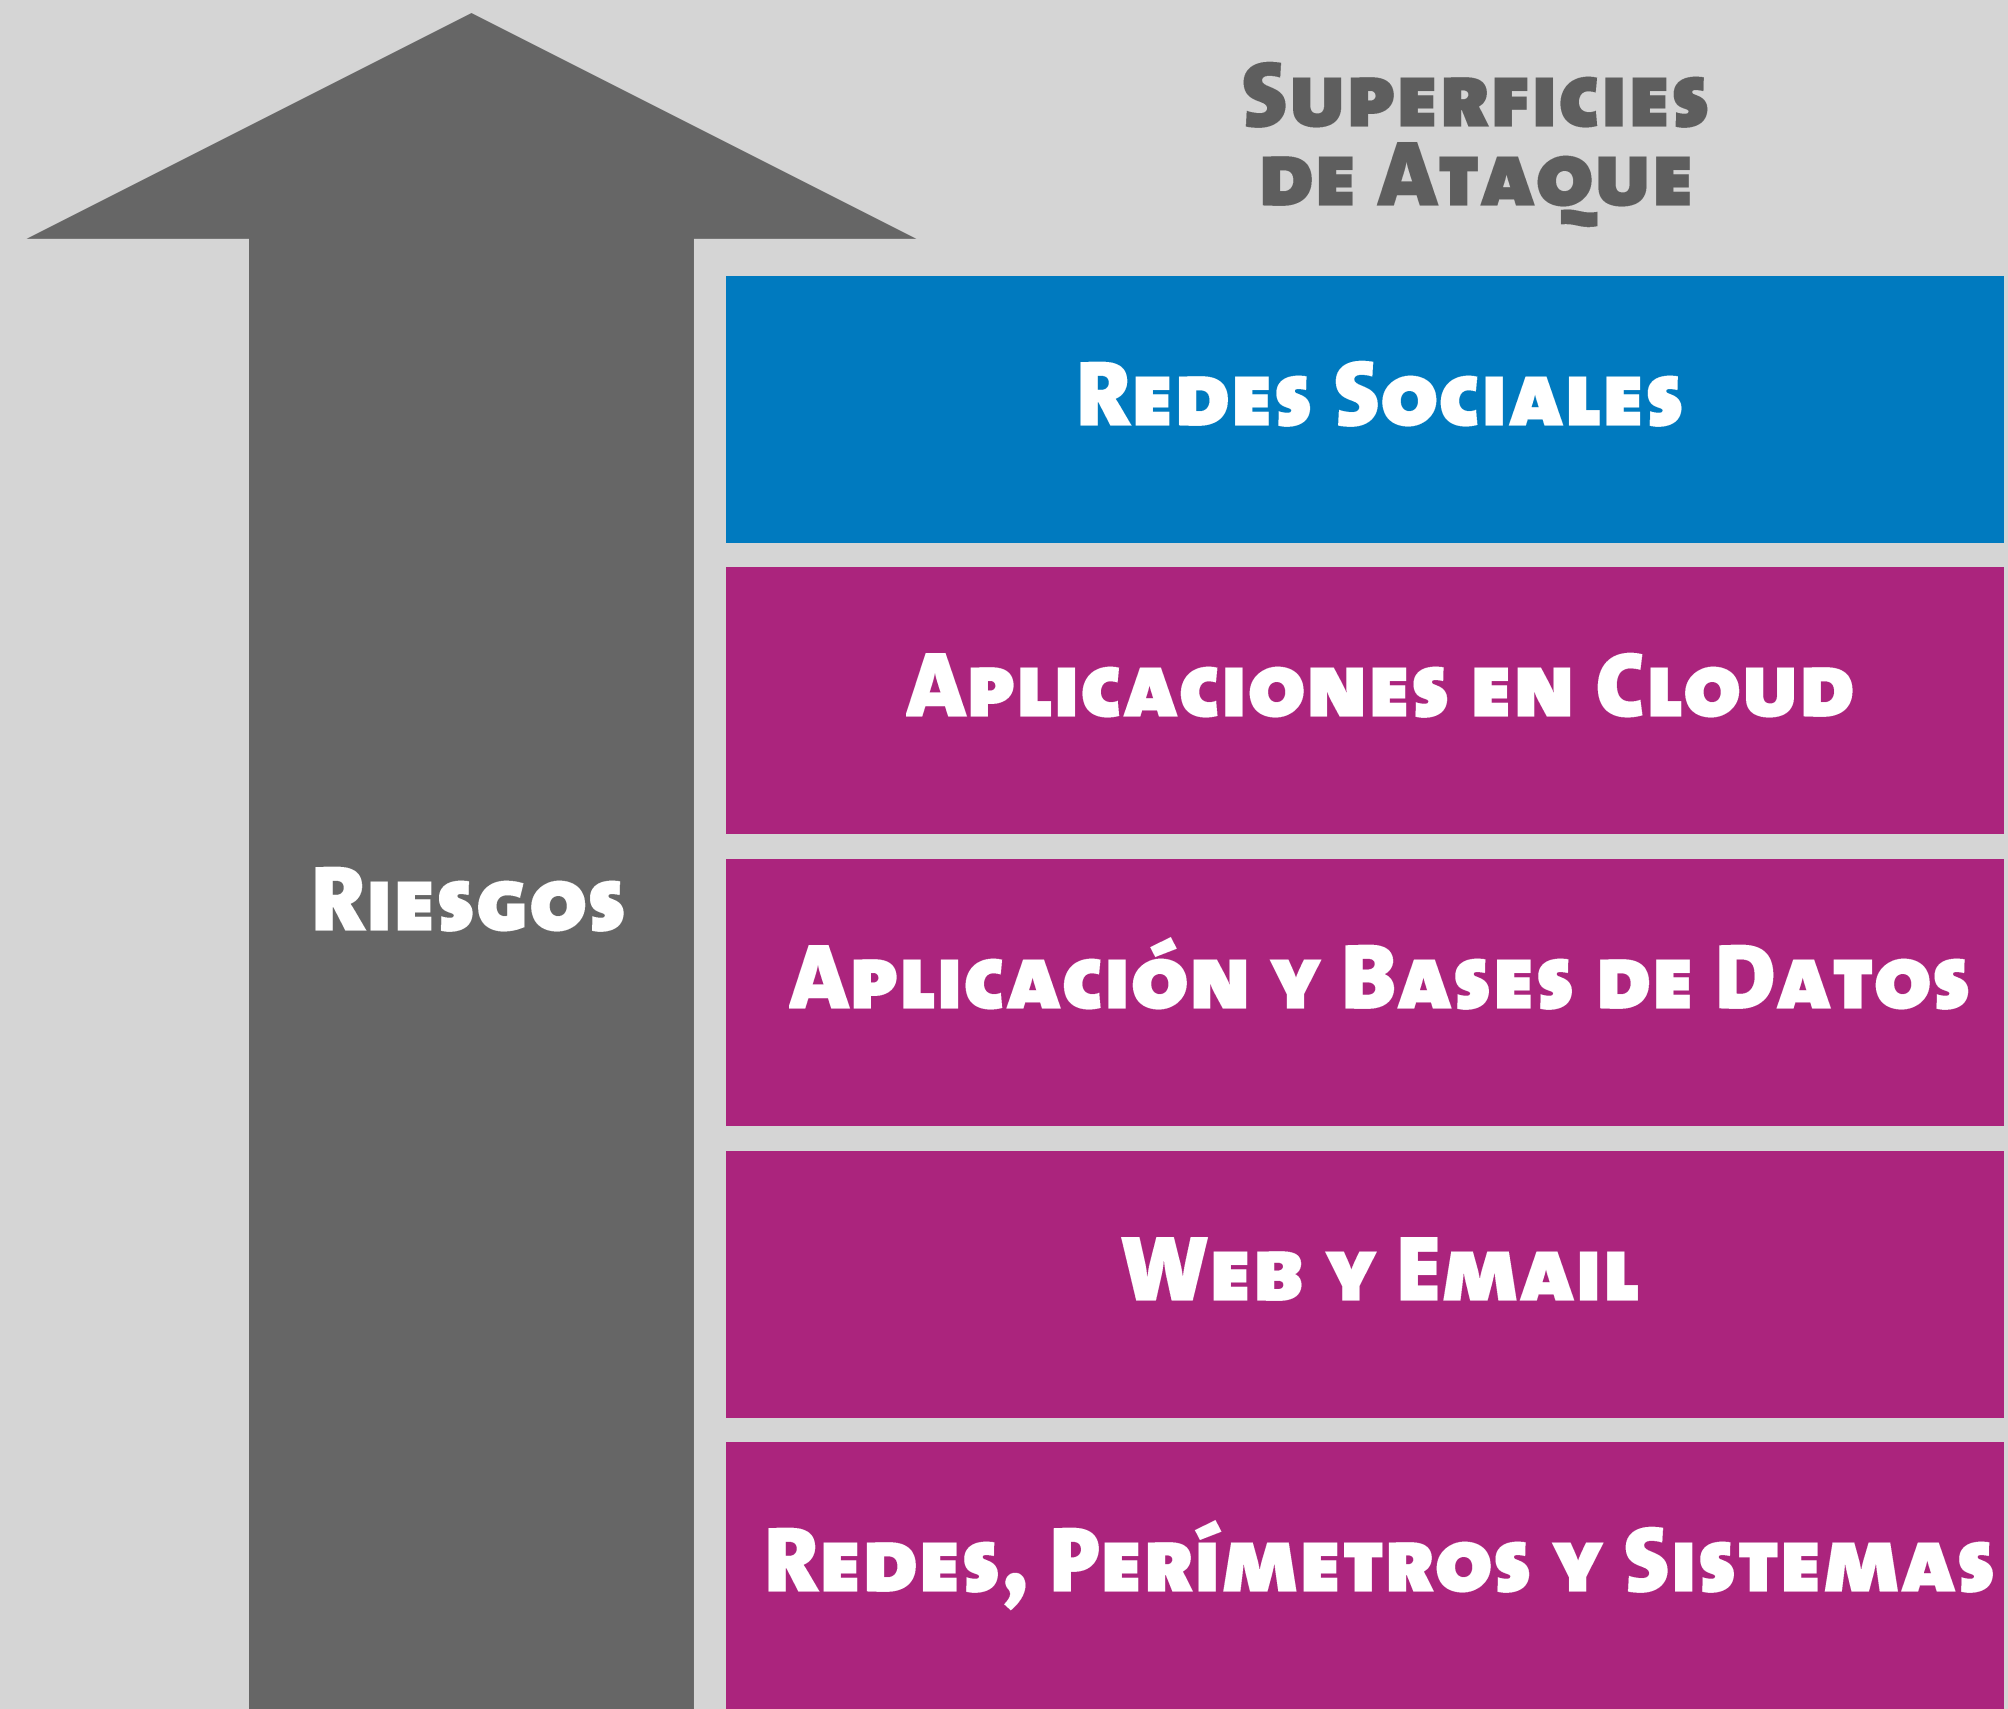 Superficies
de Ataque
Redes Sociales
Aplicaciones en Cloud
Riesgos
Aplicación y Bases de Datos
Web y Email
Redes, Perímetros y Sistemas